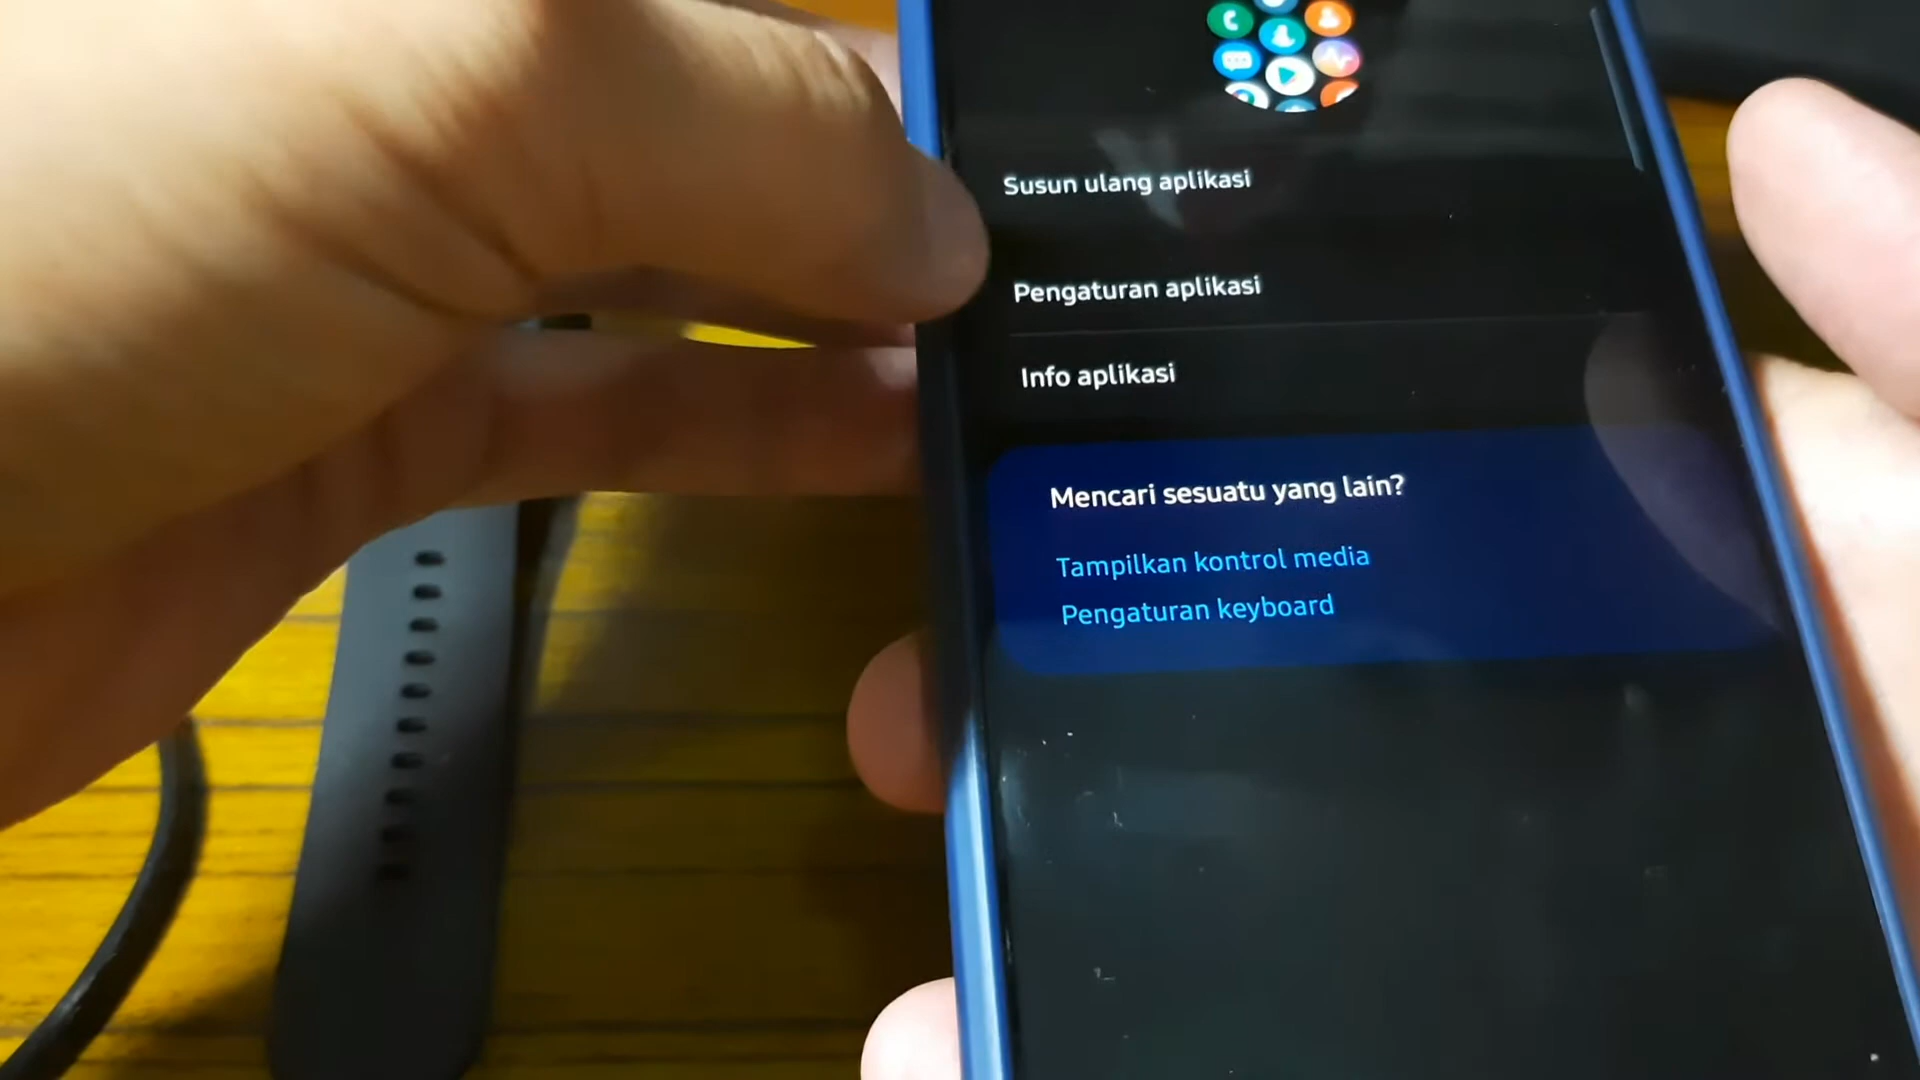 Susun ulang aplikasi
Pengaturan aplikasi
Info aplikasi
Mencari sesuatu yang lain?
Tampilkan kontrol media
Pengaturan keyboard